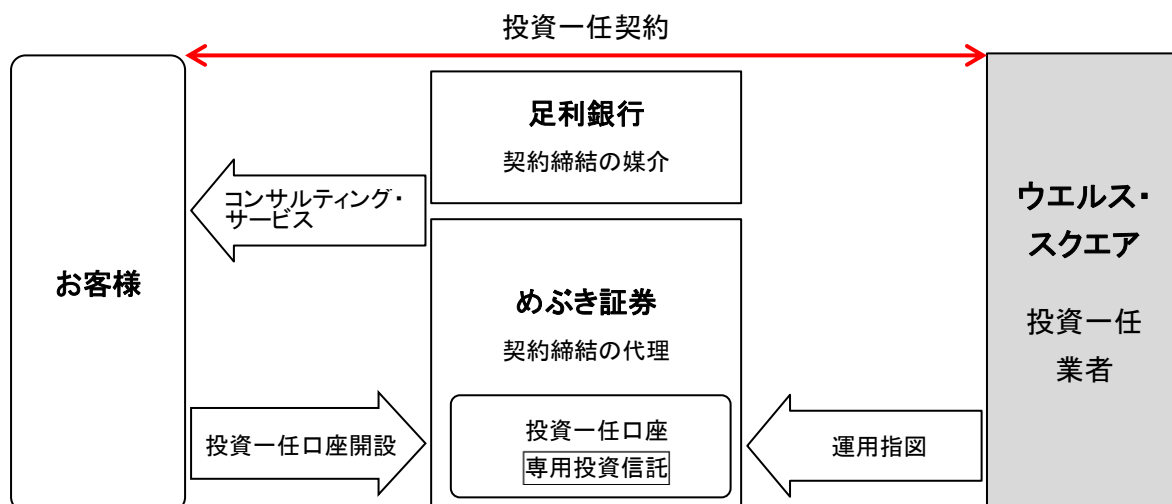 投資一任契約
お客様
コンサルティング・
サービス
足利銀行
契約締結の媒介
めぶき証券
契約締結の代理
投資一任口座開設
投資一任口座
専用投資信託
運用指図
ウエルス・
スクエア
投資一任
業者